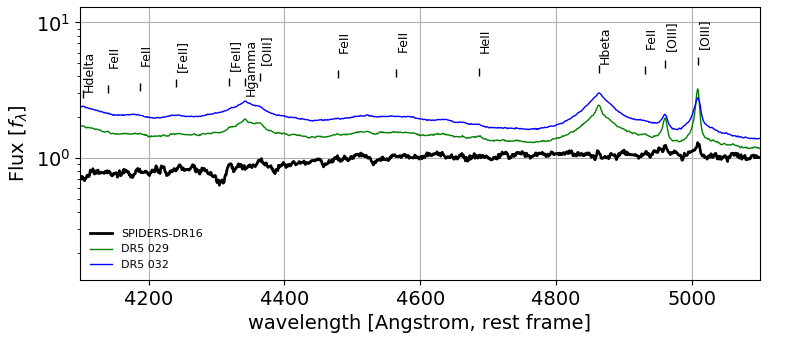 Flux [fλ]
10¹
10⁰
Hdelta
FeII
FeII
[FeII]
[FeII]
Hgamma
[OIII]
FeII
FeII
HeII
Hbeta
FeII
[OIII]
[OIII]
SPIDERS-DR16
DR5 029
DR5 032
4200 4400 4600 4800 5000
wavelength [Angstrom, rest frame]